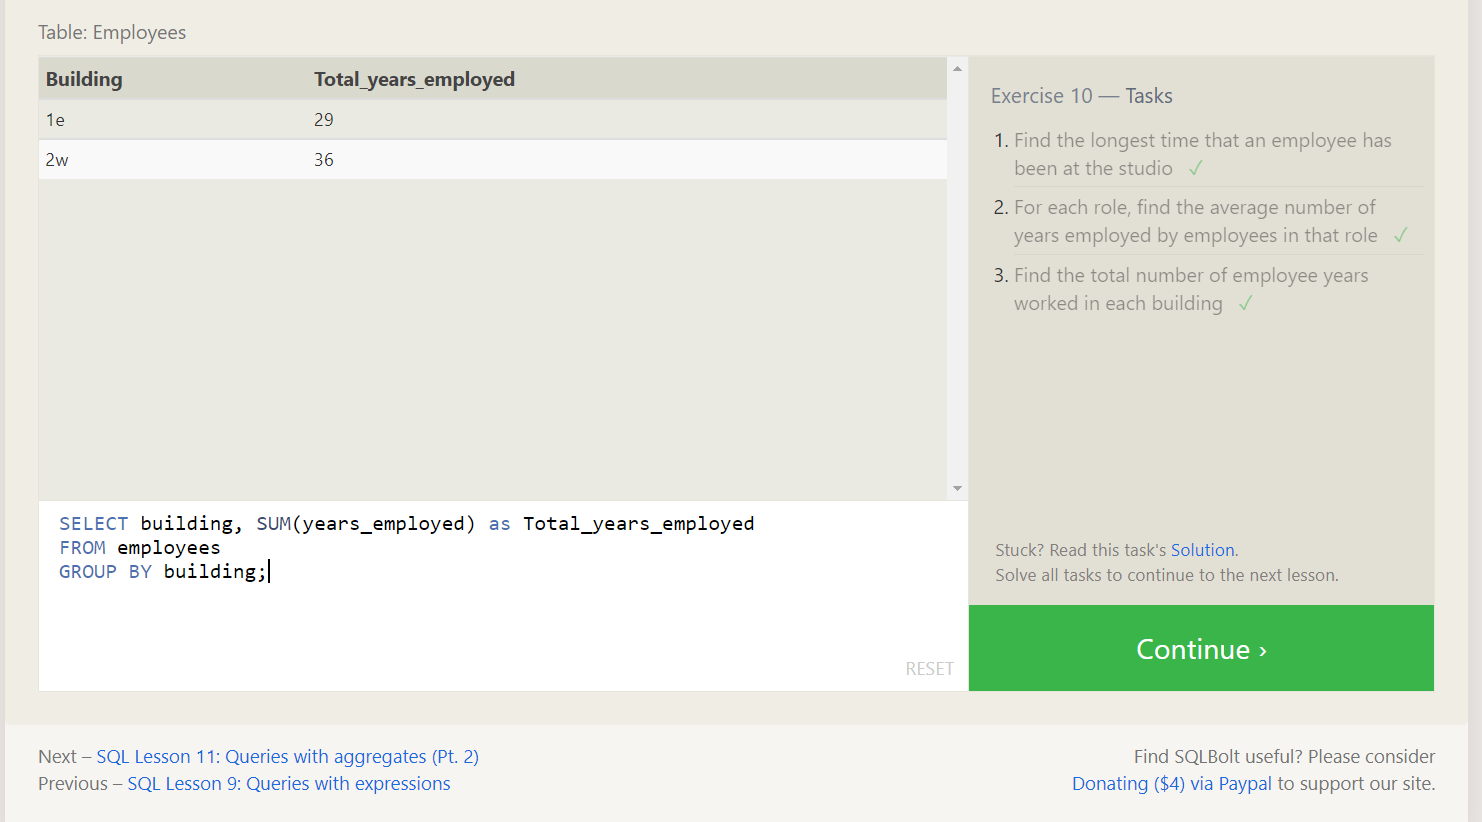 Table: Employees
Building Total_years_employed
1e 29
2w 36
SELECT building, SUM(years_employed) as Total_years_employed
FROM employees
GROUP BY building;
RESET
Exercise 10 — Tasks
1. Find the longest time that an employee has
been at the studio ✓
2. For each role, find the average number of
years employed by employees in that role ✓
3. Find the total number of employee years
worked in each building ✓
Stuck? Read this task's Solution.
Solve all tasks to continue to the next lesson.
Continue ›
Next – SQL Lesson 11: Queries with aggregates (Pt. 2)
Previous – SQL Lesson 9: Queries with expressions
Find SQLBolt useful? Please consider
Donating ($4) via Paypal to support our site.